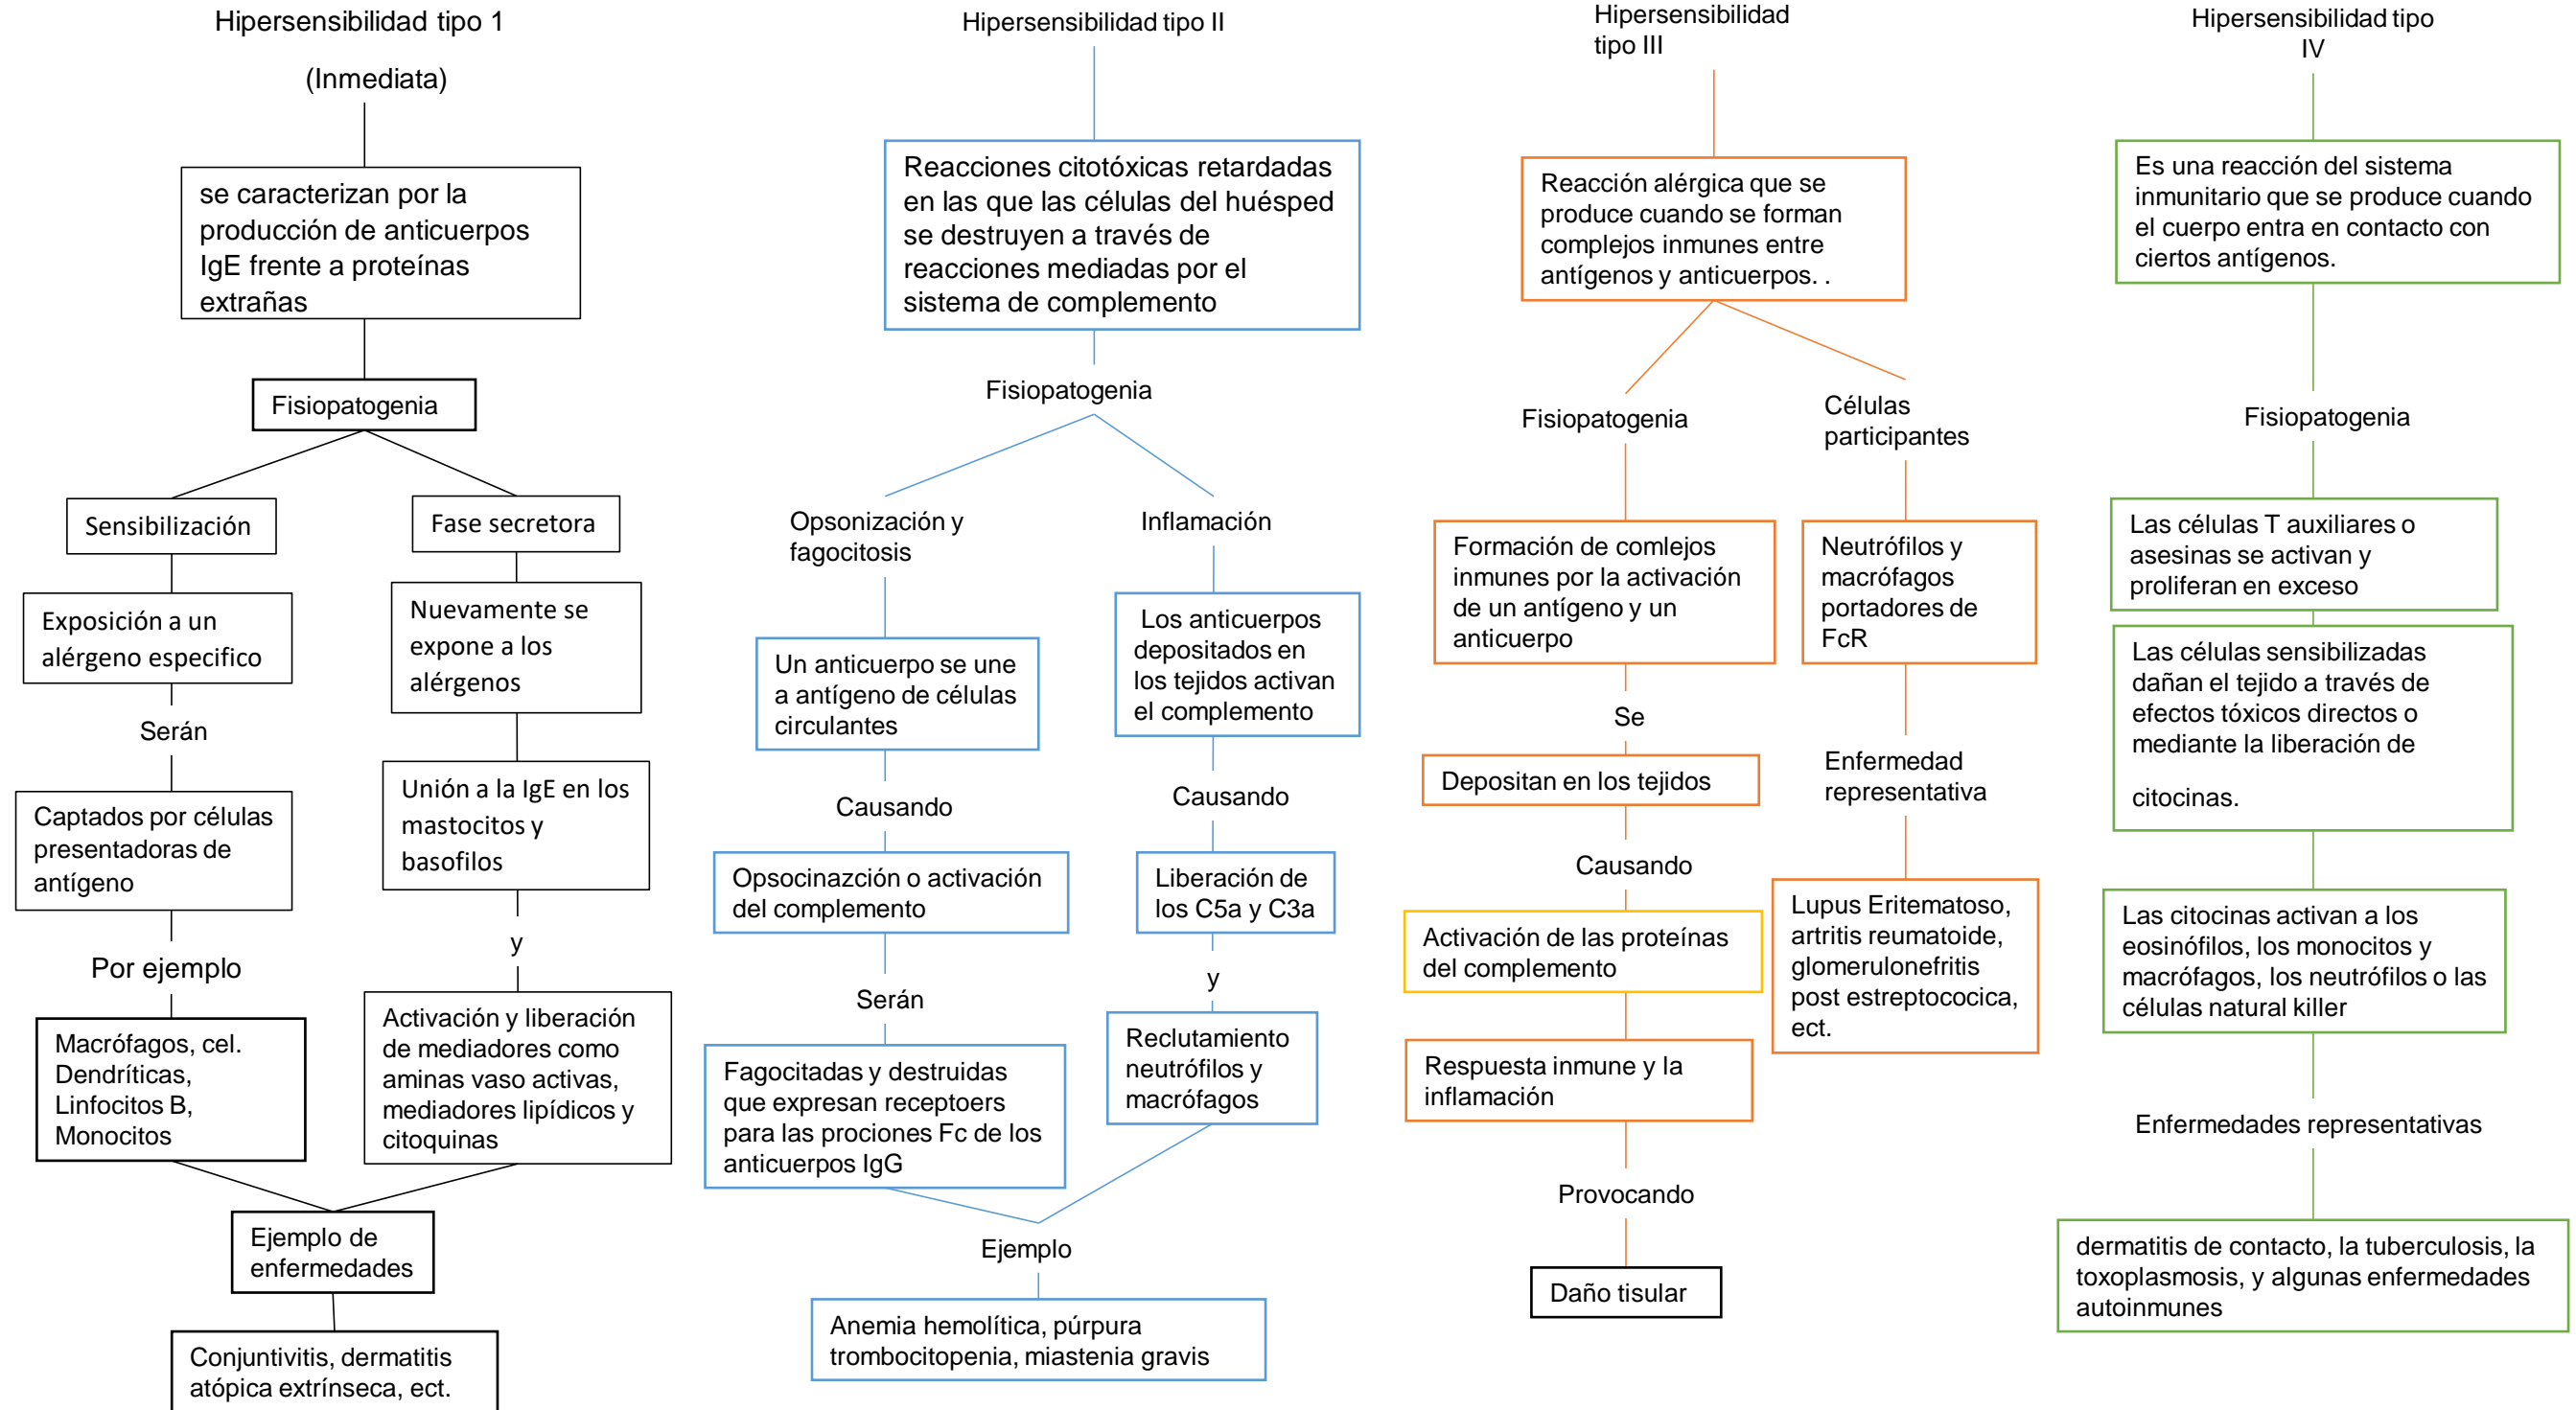 Hipersensibilidad tipo 1
(Inmediata)
se caracterizan por la
producción de anticuerpos
IgE frente a proteínas
extrañas
Fisiopatogenia
Sensibilización
Exposición a un
alérgeno especifico
Serán
Captados por células
presentadoras de
antígeno
Por ejemplo
Macrófagos, cel.
Dendríticas,
Linfocitos B,
Monocitos
Fase secretora
Nuevamente se
expone a los
alérgenos
Unión a la IgE en los
mastocitos y
basofilos
y
Activación y liberación
de mediadores como
aminas vaso activas,
mediadores lipídicos y
citoquinas
Ejemplo de
enfermedades
Conjuntivitis, dermatitis
atópica extrínseca, ect.
Hipersensibilidad tipo II
Reacciones citotóxicas retardadas
en las que las células del huésped
se destruyen a través de
reacciones mediadas por el
sistema de complemento
Fisiopatogenia
Opsonización y
fagocitosis
Un anticuerpo se une
a antígeno de células
circulantes
Causando
Opsocinazción o activación
del complemento
Serán
Fagocitadas y destruidas
que expresan receptoers
para las prociones Fc de los
anticuerpos IgG
Inflamación
Los anticuerpos
depositados en
los tejidos activan
el complemento
Causando
Liberación de
los C5a y C3a
y
Reclutamiento
neutrófilos y
macrófagos
Ejemplo
Anemia hemolítica, púrpura
trombocitopenia, miastenia gravis
Hipersensibilidad
tipo III
Reacción alérgica que se
produce cuando se forman
complejos inmunes entre
antígenos y anticuerpos. .
Fisiopatogenia
Formación de comlejos
inmunes por la activación
de un antígeno y un
anticuerpo
Se
Depositan en los tejidos
Causando
Activación de las proteínas
del complemento
Respuesta inmune y la
inflamación
Provocando
Daño tisular
Células
participantes
Neutrófilos y
macrófagos
portadores de
FcR
Enfermedad
representativa
Lupus Eritematoso,
artritis reumatoide,
glomerulonefritis
post estreptococica,
ect.
Hipersensibilidad tipo
IV
Es una reacción del sistema
inmunitario que se produce cuando
el cuerpo entra en contacto con
ciertos antígenos.
Fisiopatogenia
Las células T auxiliares o
asesinas se activan y
proliferan en exceso
Las células sensibilizadas
dañan el tejido a través de
efectos tóxicos directos o
mediante la liberación de
citocinas.
Las citocinas activan a los
eosinófilos, los monocitos y
macrófagos, los neutrófilos o las
células natural killer
Enfermedades representativas
dermatitis de contacto, la tuberculosis, la
toxoplasmosis, y algunas enfermedades
autoinmunes